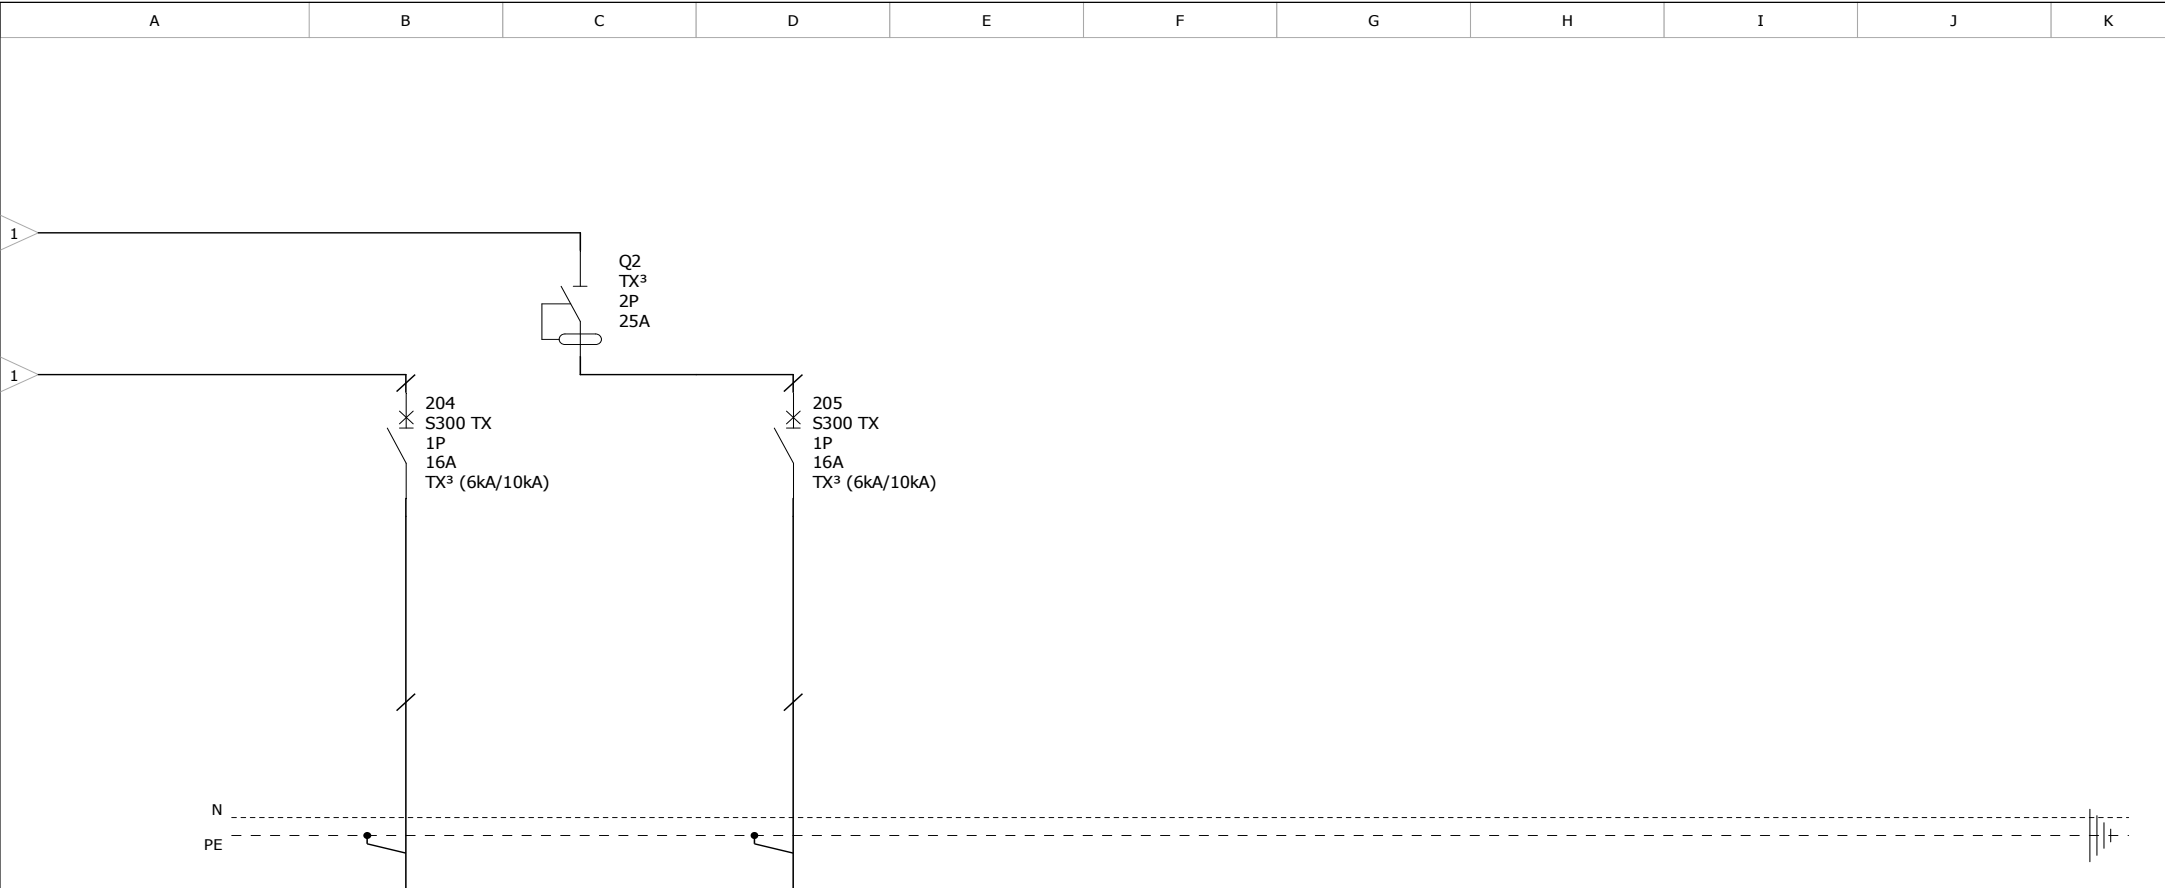 A B C D E F G H I J K
1
Q2
TX³
2P
25A
1
204
S300 TX
1P
16A
TX³ (6kA/10kA)
205
S300 TX
1P
16A
TX³ (6kA/10kA)
N
PE